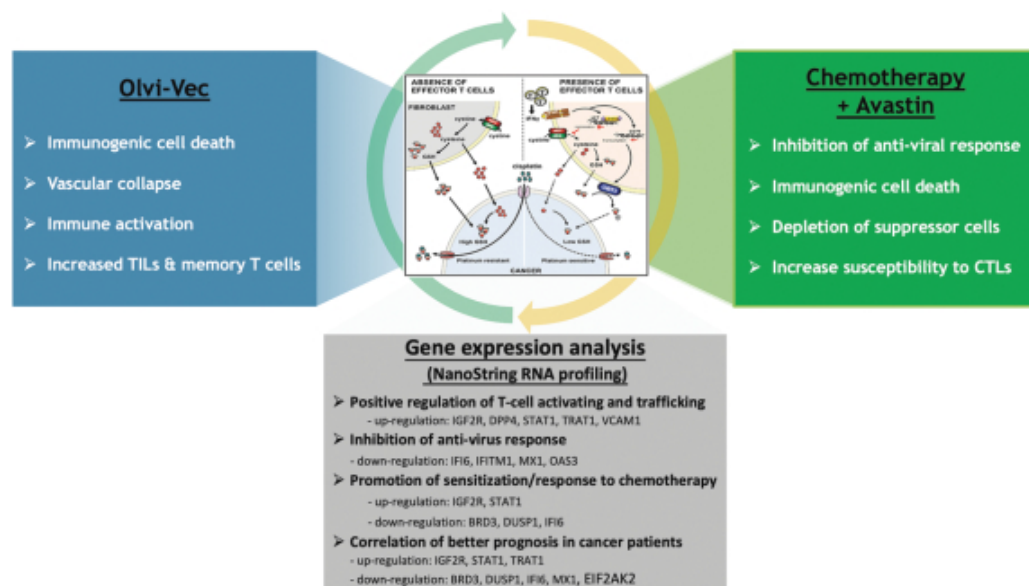 Olvi-Vec
➢ Immunogenic cell death
➢ Vascular collapse
➢ Immune activation
➢ Increased TILs & memory T cells
ABSENCE OF
EFFECTOR T CELLS
FIBROBLAST
cystine
cysteine
cystine
GSH
High GSH
Platinum-resistant
cisplatin
PRESENCE OF
EFFECTOR T CELLS
IFNγ
cystine
cysteine
GSH
Low GSH
Platinum-sensitive
CANCER
Chemotherapy
+ Avastin
➢ Inhibition of anti-viral response
➢ Immunogenic cell death
➢ Depletion of suppressor cells
➢ Increase susceptibility to CTLs
Gene expression analysis
(NanoString RNA profiling)
➢ Positive regulation of T-cell activating and trafficking
- up-regulation: IGF2R, DPP4, STAT1, TRAT1, VCAM1
➢ Inhibition of anti-virus response
- down-regulation: IFI6, IFITM1, MX1, OAS3
➢ Promotion of sensitization/response to chemotherapy
- up-regulation: IGF2R, STAT1
- down-regulation: BRD3, DUSP1, IFI6
➢ Correlation of better prognosis in cancer patients
- up-regulation: IGF2R, STAT1, TRAT1
- down-regulation: BRD3, DUSP1, IFI6, MX1, EIF2AK2